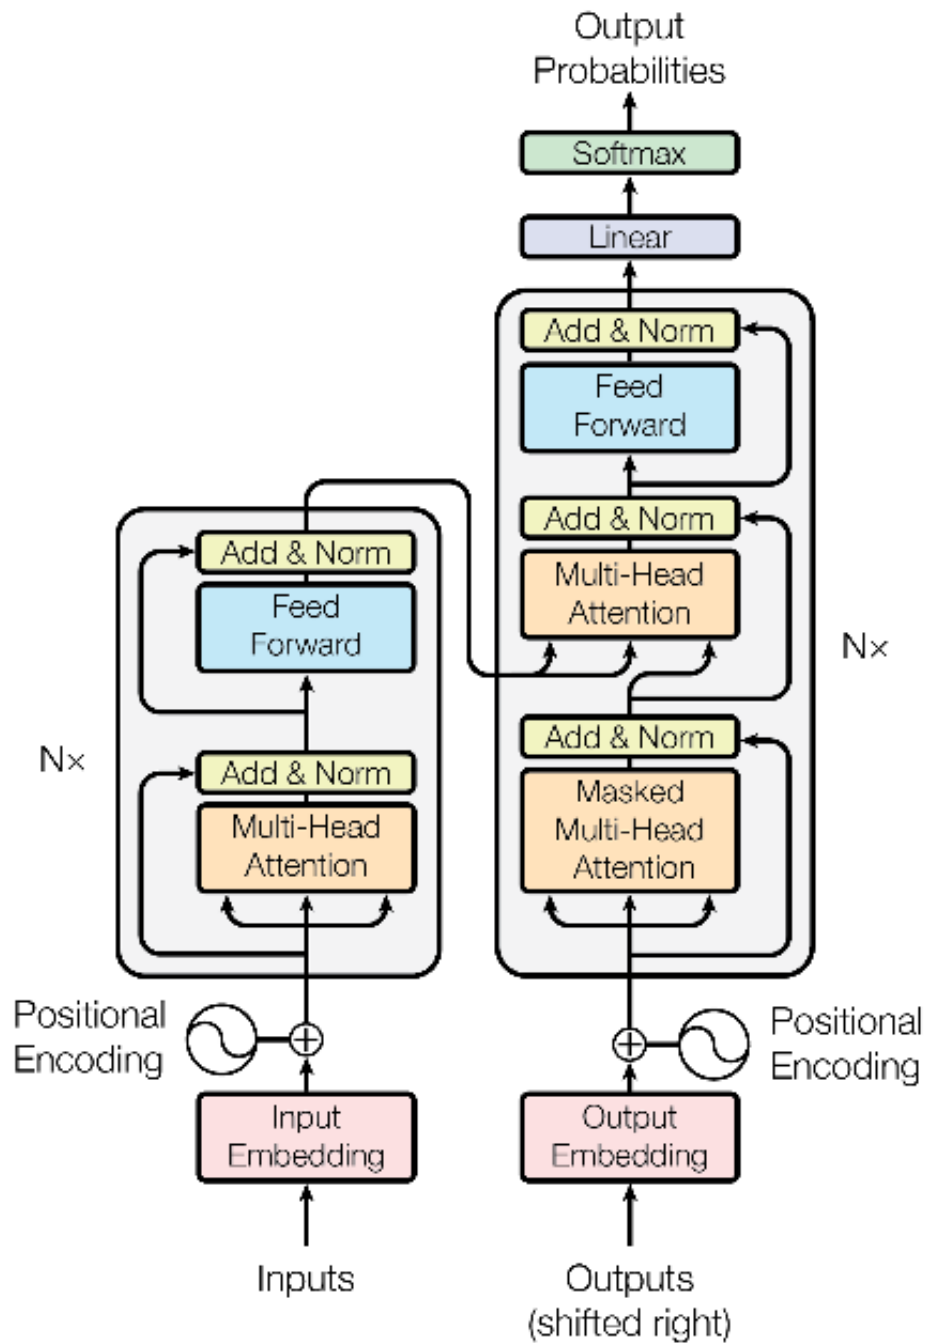 Output
Probabilities
Softmax
Linear
Add & Norm
Feed
Forward
Add & Norm
Multi-Head
Attention
Nx
Add & Norm
Masked
Multi-Head
Attention
Add & Norm
Feed
Forward
Nx
Add & Norm
Multi-Head
Attention
Positional
Encoding
Positional
Encoding
Input
Embedding
Output
Embedding
Inputs
Outputs
(shifted right)